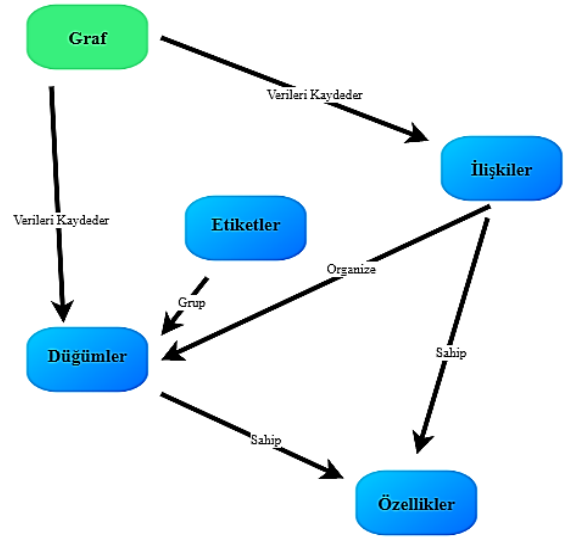 Graf
Verileri Kaydeder
İlişkiler
Verileri Kaydeder
Etiketler
Organize
Grup
Düğümler
Sahip
Sahip
Özellikler